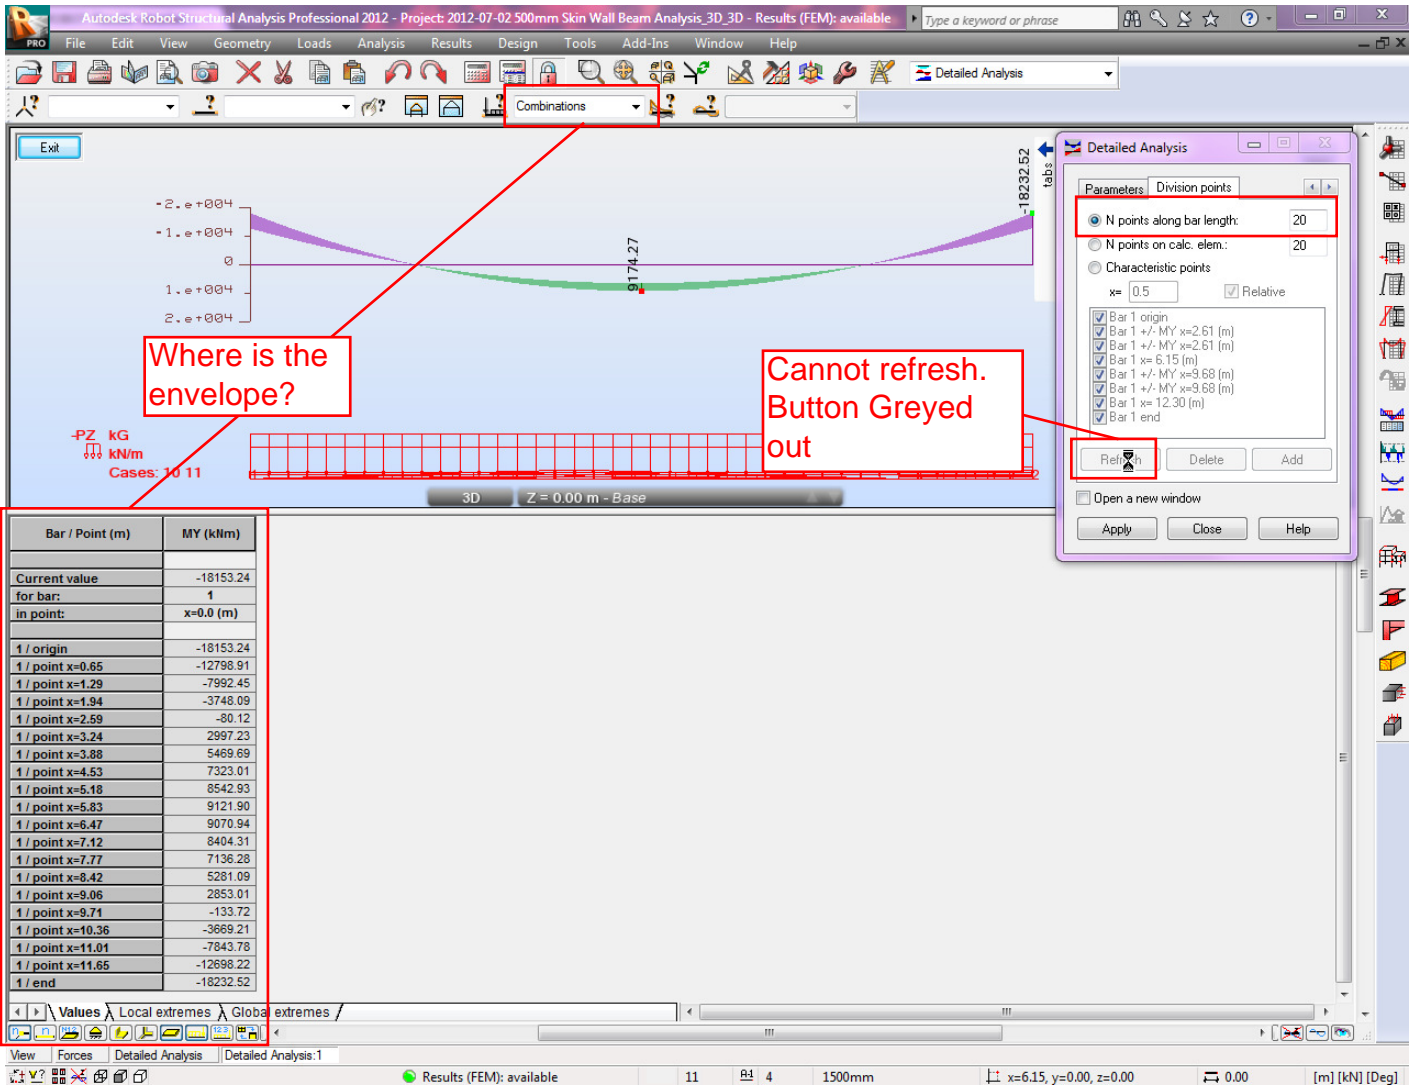 Autodesk Robot Structural Analysis Professional 2012 - Project: 2012-07-02 500mm Skin Wall Beam Analysis_3D_3D - Results (FEM): available
Type a keyword or phrase
PRO File Edit View Geometry Loads Analysis Results Design Tools Add-Ins Window Help
Detailed Analysis
Combinations
Exit
-2.e+004
-1.e+004
0
1.e+004
2.e+004
9174.27
-18232.52
tabs
Where is the
envelope?
Cannot refresh.
Button Greyed
out
-PZ kG
kN/m
Cases: 10 11
1
2
3D Z = 0.00 m - Base
Detailed Analysis
Parameters Division points
N points along bar length: 20
N points on calc. elem.: 20
Characteristic points
x= 0.5 Relative
Bar 1 origin
Bar 1 +/- MY x=2.61 (m)
Bar 1 +/- MY x=2.61 (m)
Bar 1 x= 6.15 (m)
Bar 1 +/- MY x=9.68 (m)
Bar 1 +/- MY x=9.68 (m)
Bar 1 x= 12.30 (m)
Bar 1 end
Refresh Delete Add
Open a new window
Apply Close Help
Bar / Point (m) MY (kNm)
Current value -18153.24
for bar: 1
in point: x=0.0 (m)
1 / origin -18153.24
1 / point x=0.65 -12798.91
1 / point x=1.29 -7992.45
1 / point x=1.94 -3748.09
1 / point x=2.59 -80.12
1 / point x=3.24 2997.23
1 / point x=3.88 5469.69
1 / point x=4.53 7323.01
1 / point x=5.18 8542.93
1 / point x=5.83 9121.90
1 / point x=6.47 9070.94
1 / point x=7.12 8404.31
1 / point x=7.77 7136.28
1 / point x=8.42 5281.09
1 / point x=9.06 2853.01
1 / point x=9.71 -133.72
1 / point x=10.36 -3669.21
1 / point x=11.01 -7843.78
1 / point x=11.65 -12698.22
1 / end -18232.52
Values Local extremes Global extremes
View Forces Detailed Analysis Detailed Analysis:1
Results (FEM): available 11 4 1500mm x=6.15, y=0.00, z=0.00 0.00 [m] [kN] [Deg]